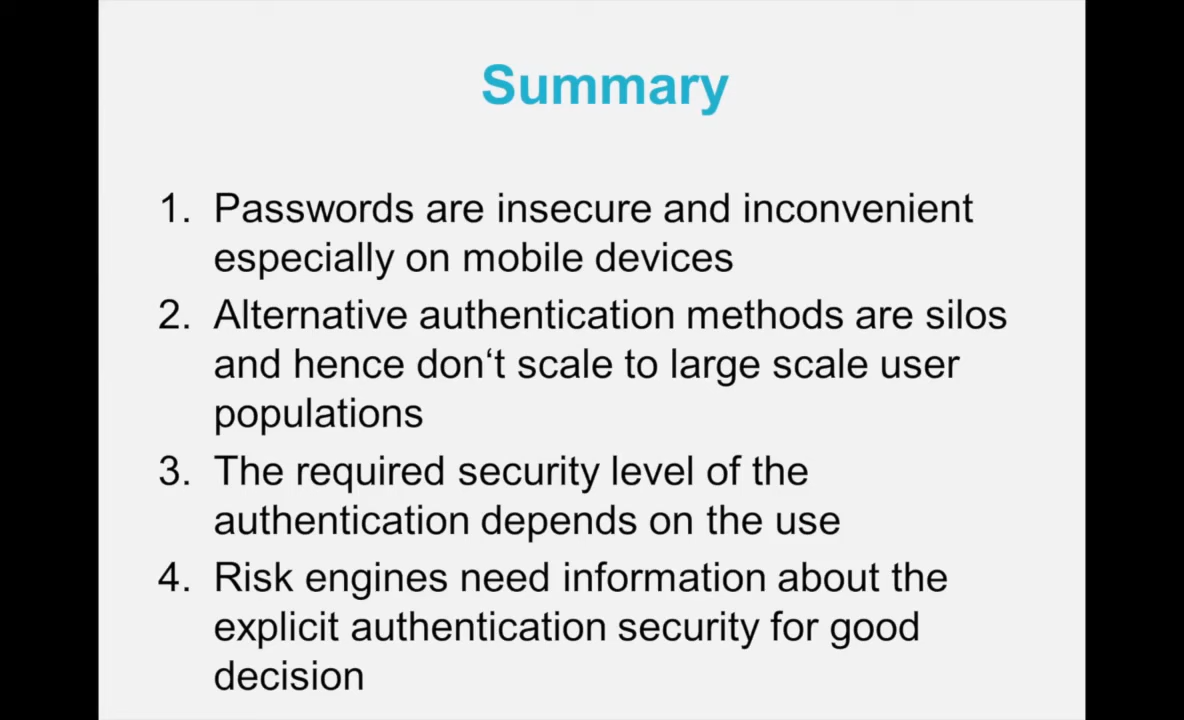 Summary
1. Passwords are insecure and inconvenient
especially on mobile devices
2. Alternative authentication methods are silos
and hence don‘t scale to large scale user
populations
3. The required security level of the
authentication depends on the use
4. Risk engines need information about the
explicit authentication security for good
decision